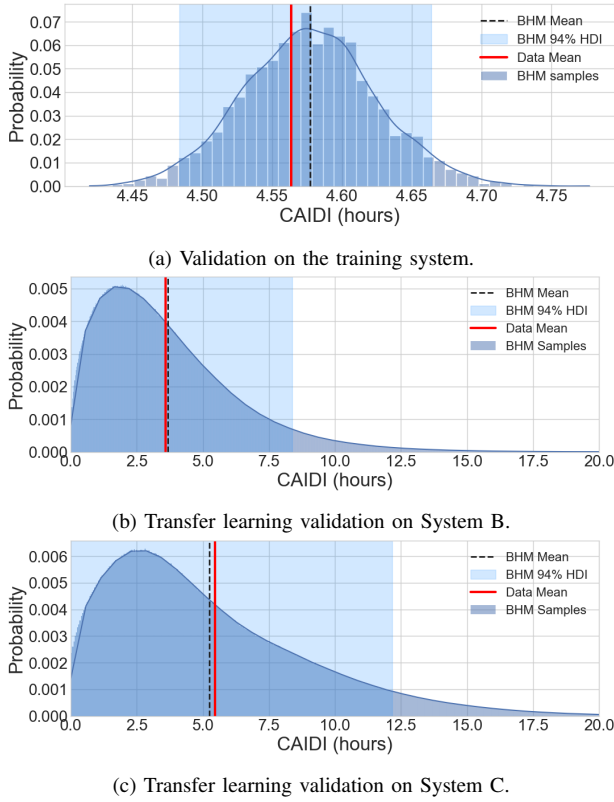 Probability
0.07
0.06
0.05
0.04
0.03
0.02
0.01
0.00
BHM Mean
BHM 94% HDI
Data Mean
BHM samples
4.45 4.50 4.55 4.60 4.65 4.70 4.75
CAIDI (hours)
(a) Validation on the training system.
Probability
0.005
0.004
0.003
0.002
0.001
0.000
BHM Mean
BHM 94% HDI
Data Mean
BHM Samples
0.0 2.5 5.0 7.5 10.0 12.5 15.0 17.5 20.0
CAIDI (hours)
(b) Transfer learning validation on System B.
Probability
0.006
0.005
0.004
0.003
0.002
0.001
0.000
BHM Mean
BHM 94% HDI
Data Mean
BHM Samples
0.0 2.5 5.0 7.5 10.0 12.5 15.0 17.5 20.0
CAIDI (hours)
(c) Transfer learning validation on System C.